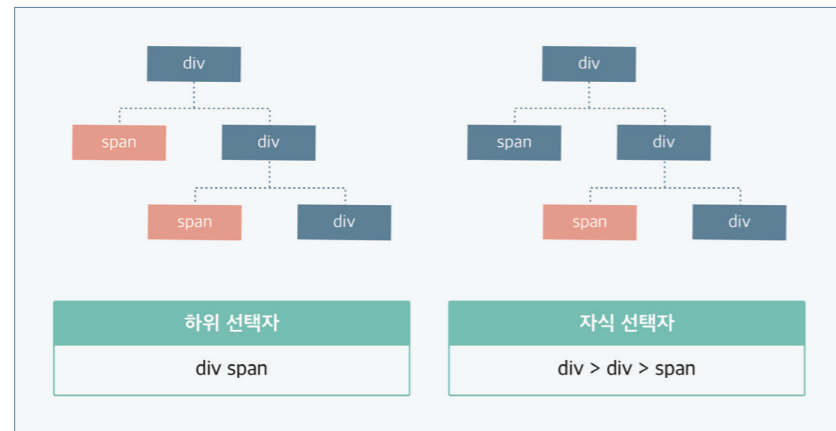 div
span
div
span
div
하위 선택자
div span
div
span
div
span
div
자식 선택자
div > div > span